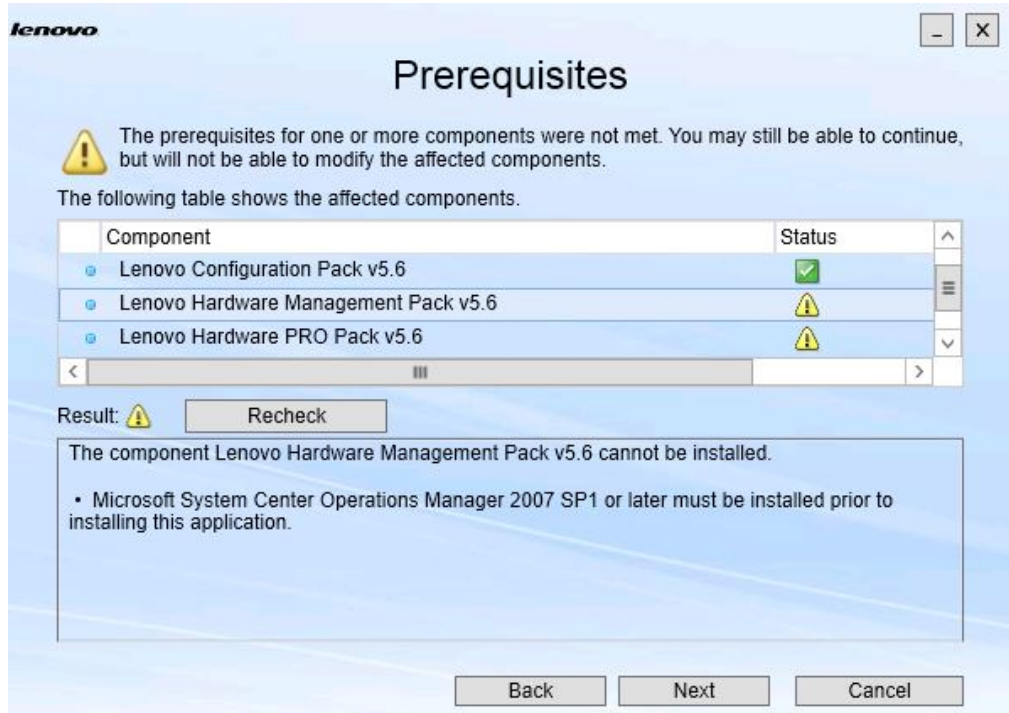 lenovo
Prerequisites
The prerequisites for one or more components were not met. You may still be able to continue,
but will not be able to modify the affected components.
The following table shows the affected components.
Component Status
Lenovo Configuration Pack v5.6
Lenovo Hardware Management Pack v5.6
Lenovo Hardware PRO Pack v5.6
Result: Recheck
The component Lenovo Hardware Management Pack v5.6 cannot be installed.
• Microsoft System Center Operations Manager 2007 SP1 or later must be installed prior to
installing this application.
Back Next Cancel